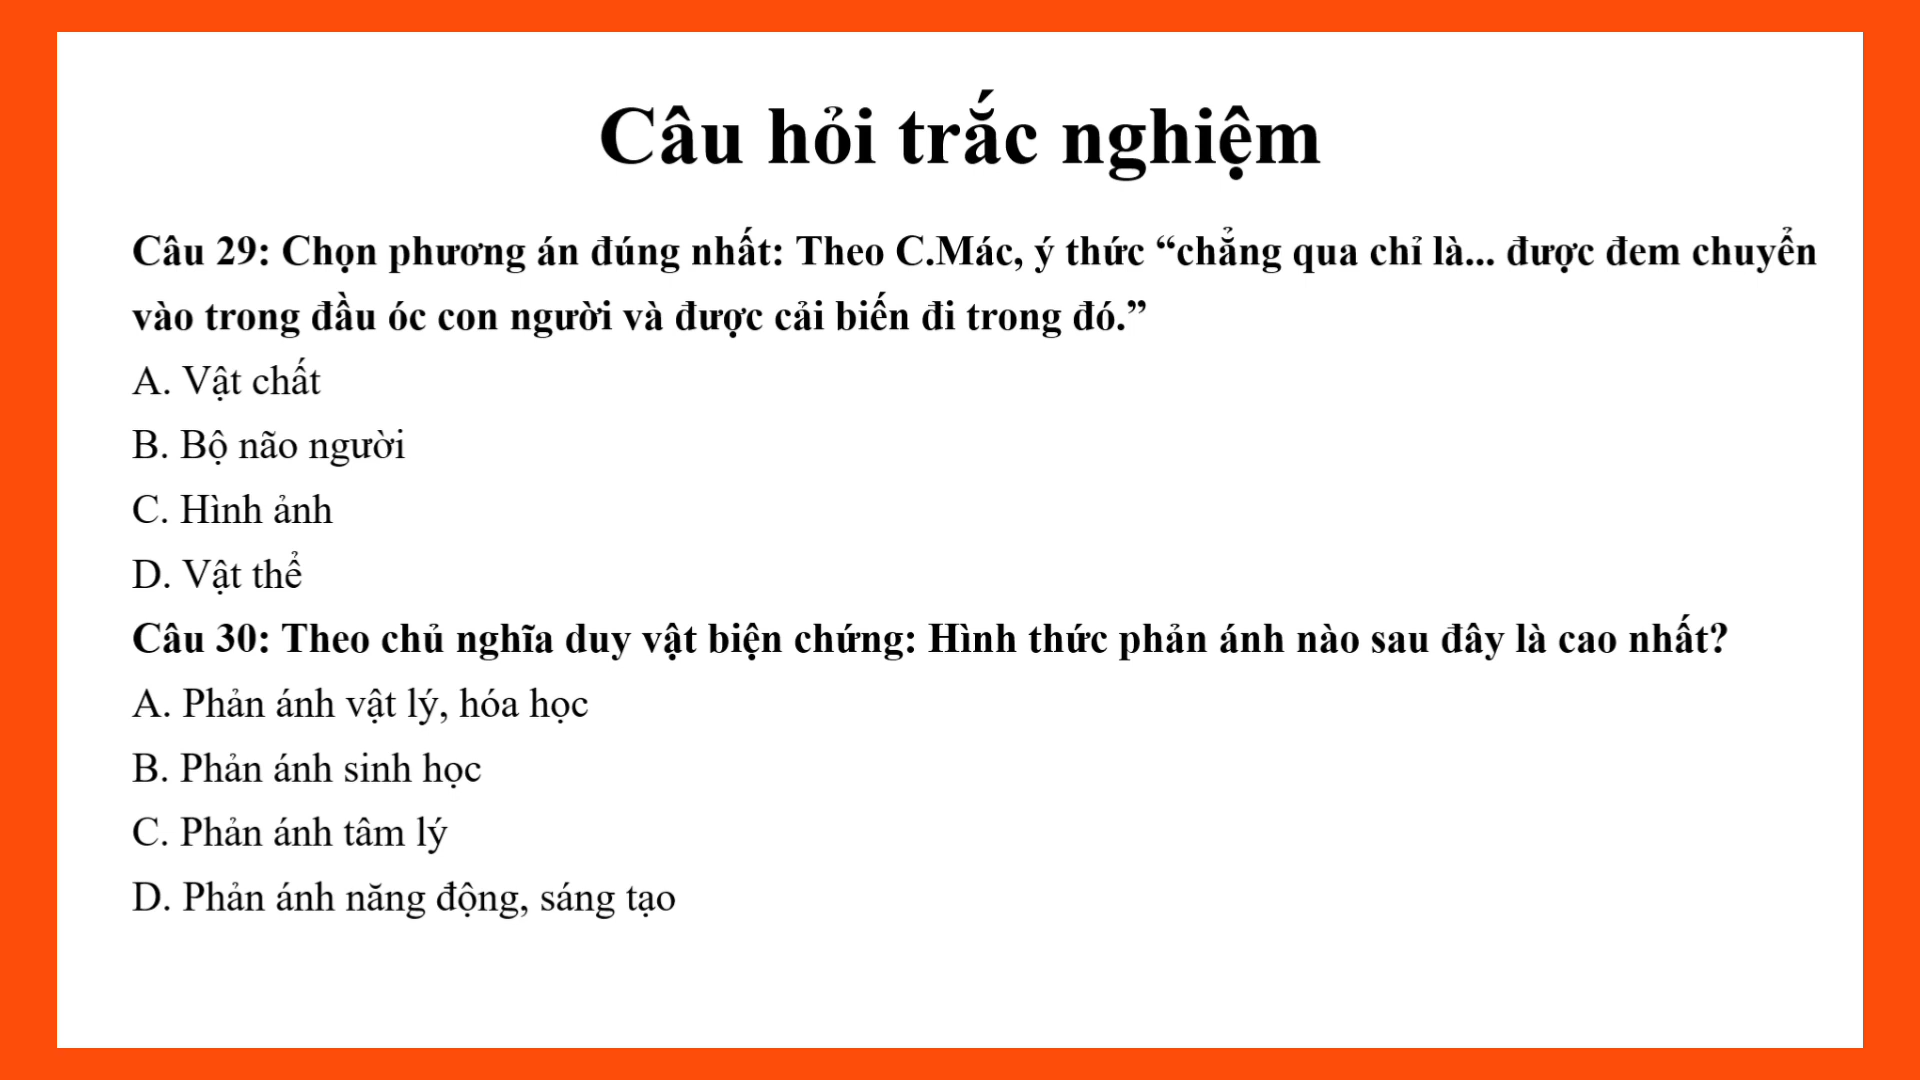 Câu hỏi trắc nghiệm
Câu 29: Chọn phương án đúng nhất: Theo C.Mác, ý thức “chẳng qua chỉ là... được đem chuyển
vào trong đầu óc con người và được cải biến đi trong đó.”
A. Vật chất
B. Bộ não người
C. Hình ảnh
D. Vật thể
Câu 30: Theo chủ nghĩa duy vật biện chứng: Hình thức phản ánh nào sau đây là cao nhất?
A. Phản ánh vật lý, hóa học
B. Phản ánh sinh học
C. Phản ánh tâm lý
D. Phản ánh năng động, sáng tạo